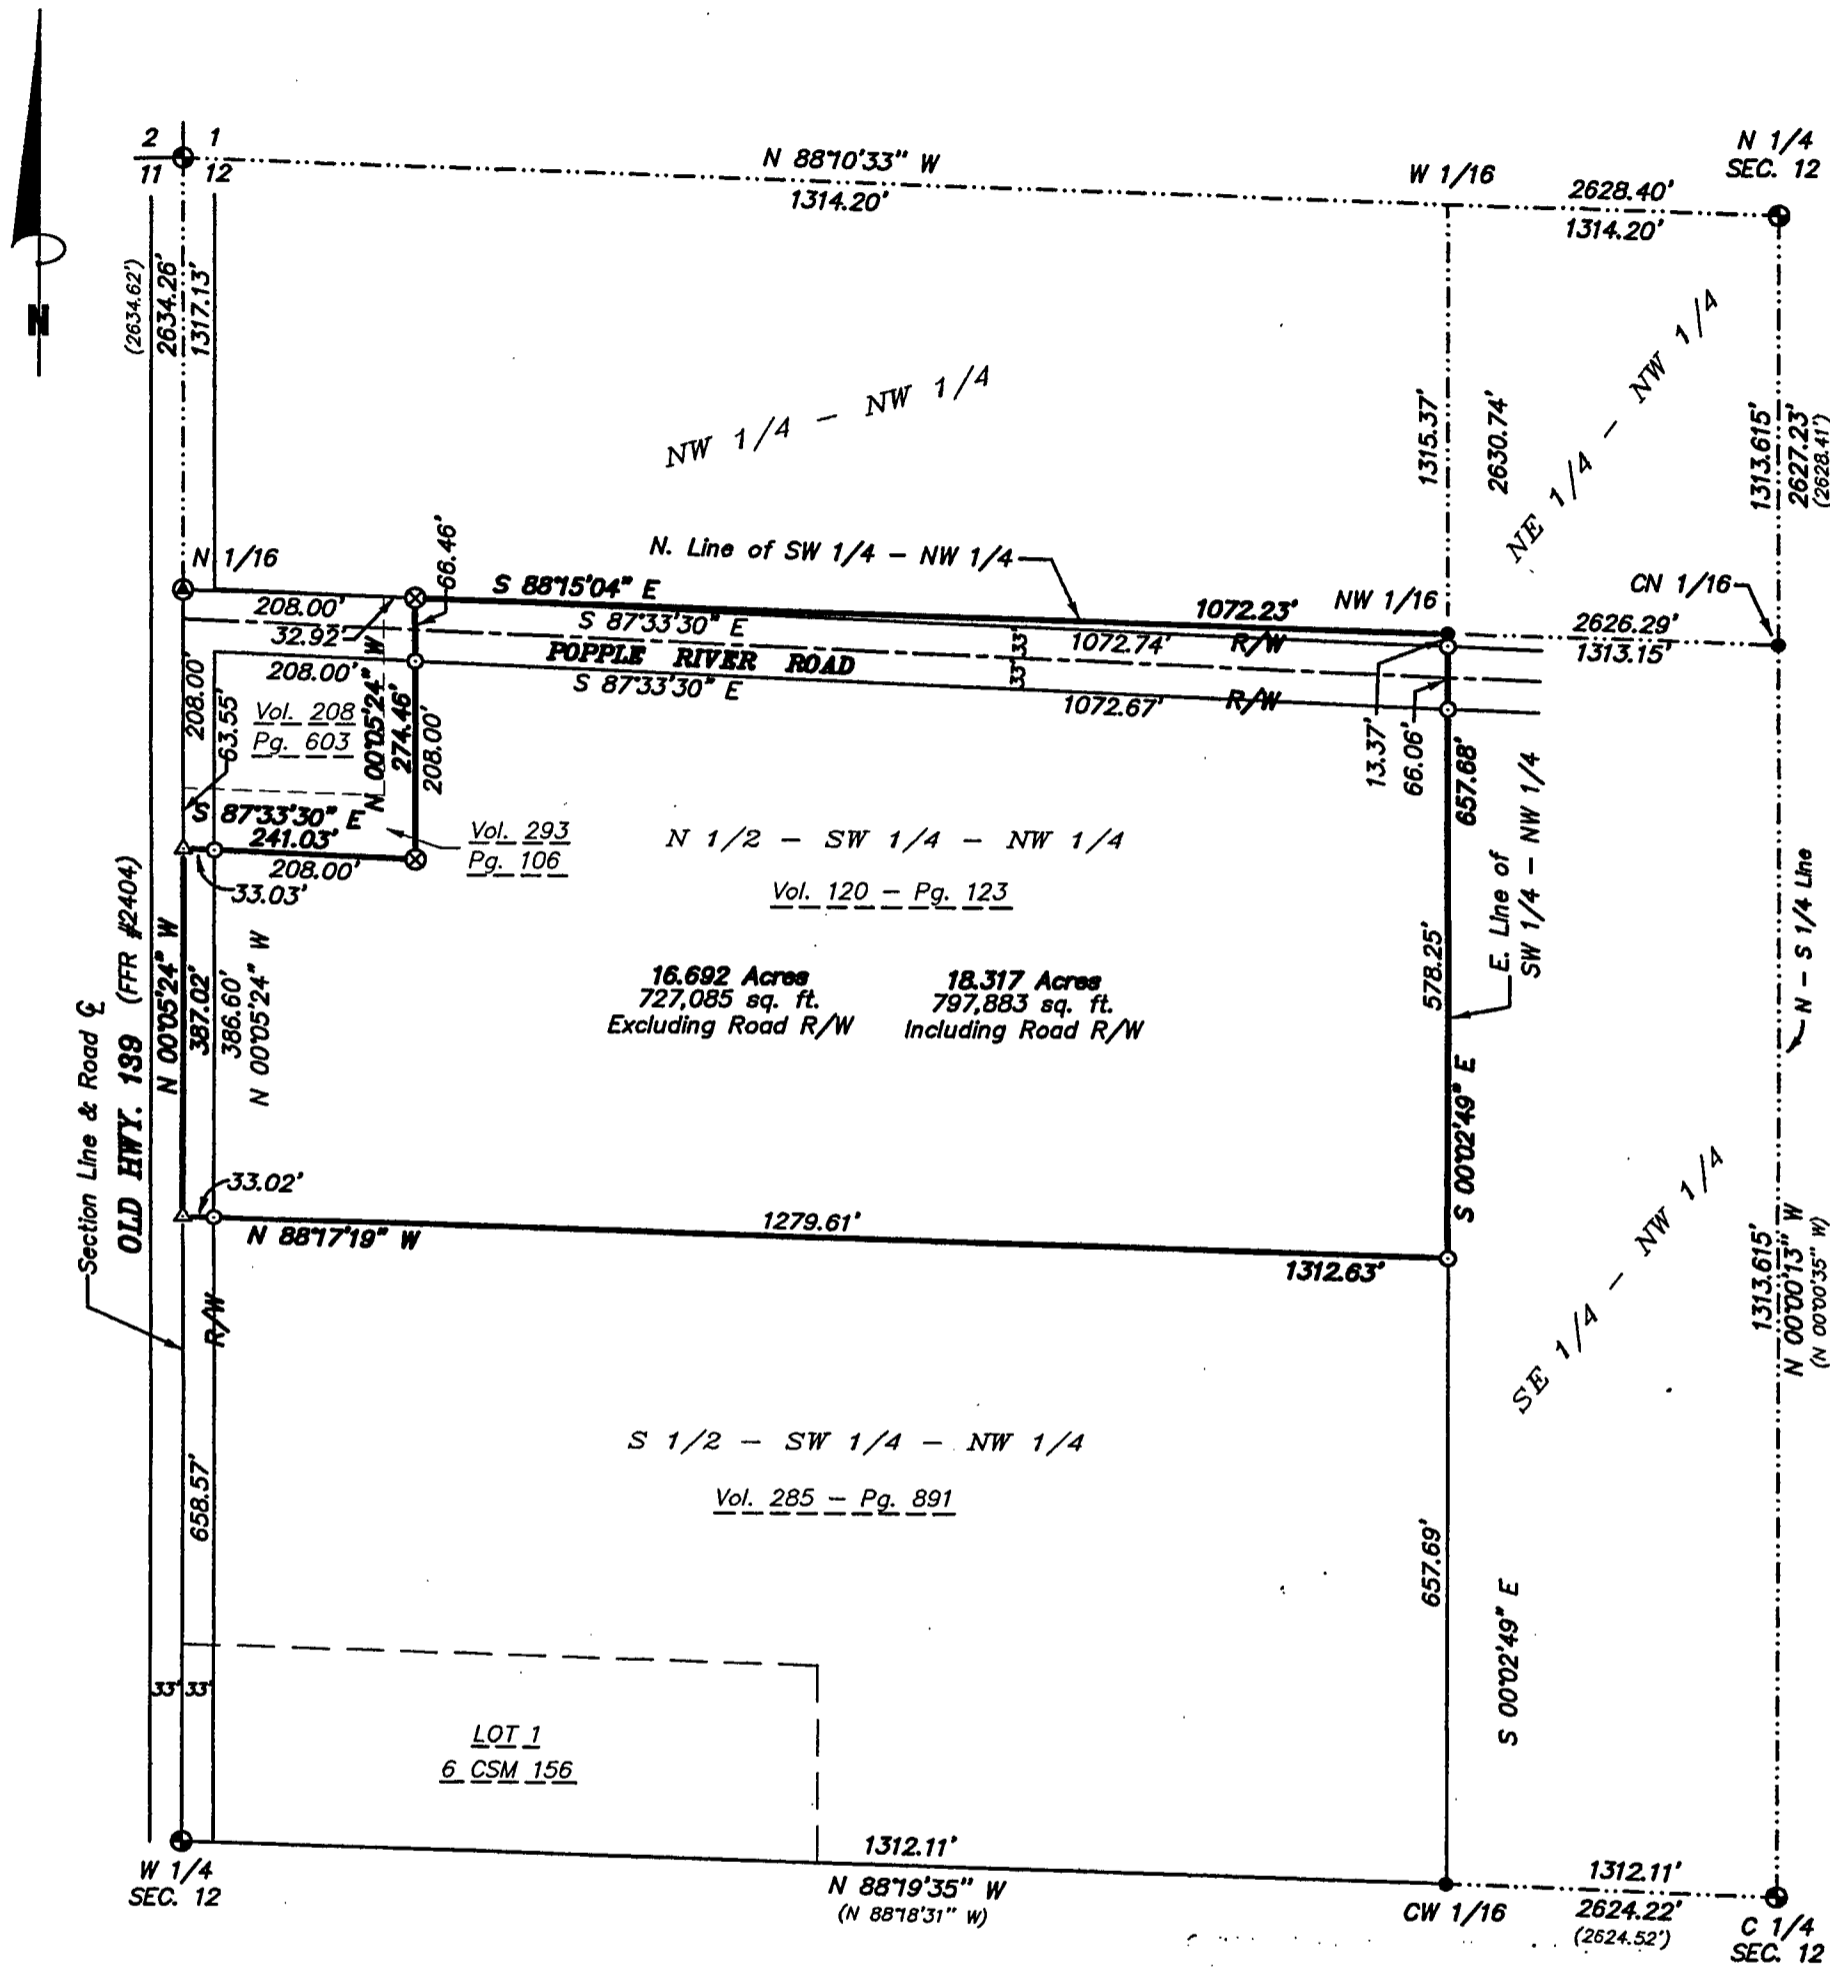 2 1
11 12
N 88°10'33" W
1314.20'
W 1/16
2628.40'
1314.20'
N 1/4
SEC. 12
N
(2634.62')
2634.26'
1317.13'
NW 1/4 - NW 1/4
1315.37'
2630.74'
NE 1/4 - NW 1/4
1313.615'
2627.23'
(2628.41')
N 1/16
66.46'
N. Line of SW 1/4 - NW 1/4
S 88°15'04" E
1072.23'
NW 1/16
CN 1/16
2626.29'
1313.15'
208.00'
32.92'
S 87°33'30" E
33'
1072.74'
R/W
POPPLE RIVER ROAD
208.00'
S 87°33'30" E
33'
1072.67'
R/W
208.00'
63.55'
Vol. 208
Pg. 603
N 00°05'24" W
274.46'
208.00'
13.37'
66.06'
657.68'
S 87°33'30" E
241.03'
208.00'
33.03'
Vol. 293
Pg. 106
N 1/2 - SW 1/4 - NW 1/4
Vol. 120 - Pg. 123
E. Line of
SW 1/4 - NW 1/4
N - S 1/4 Line
Section Line & Road ℄
OLD HWY. 139 (FFR #2404)
N 00°05'24" W
387.02'
386.60'
N 00°05'24" W
16.692 Acres
727,085 sq. ft.
Excluding Road R/W
18.317 Acres
797,883 sq. ft.
Including Road R/W
578.25'
S 00°02'49" E
33.02'
N 88°17'19" W
1279.61'
1312.63'
SE 1/4 - NW 1/4
1313.615'
N 00°00'13" W
(N 00°00'35" W)
R/W
658.57'
S 1/2 - SW 1/4 - NW 1/4
Vol. 285 - Pg. 891
657.69'
S 00°02'49" E
33' 33'
LOT 1
6 CSM 156
W 1/4
SEC. 12
1312.11'
N 88°19'35" W
(N 88°18'31" W)
CW 1/16
1312.11'
2624.22'
(2624.52')
C 1/4
SEC. 12